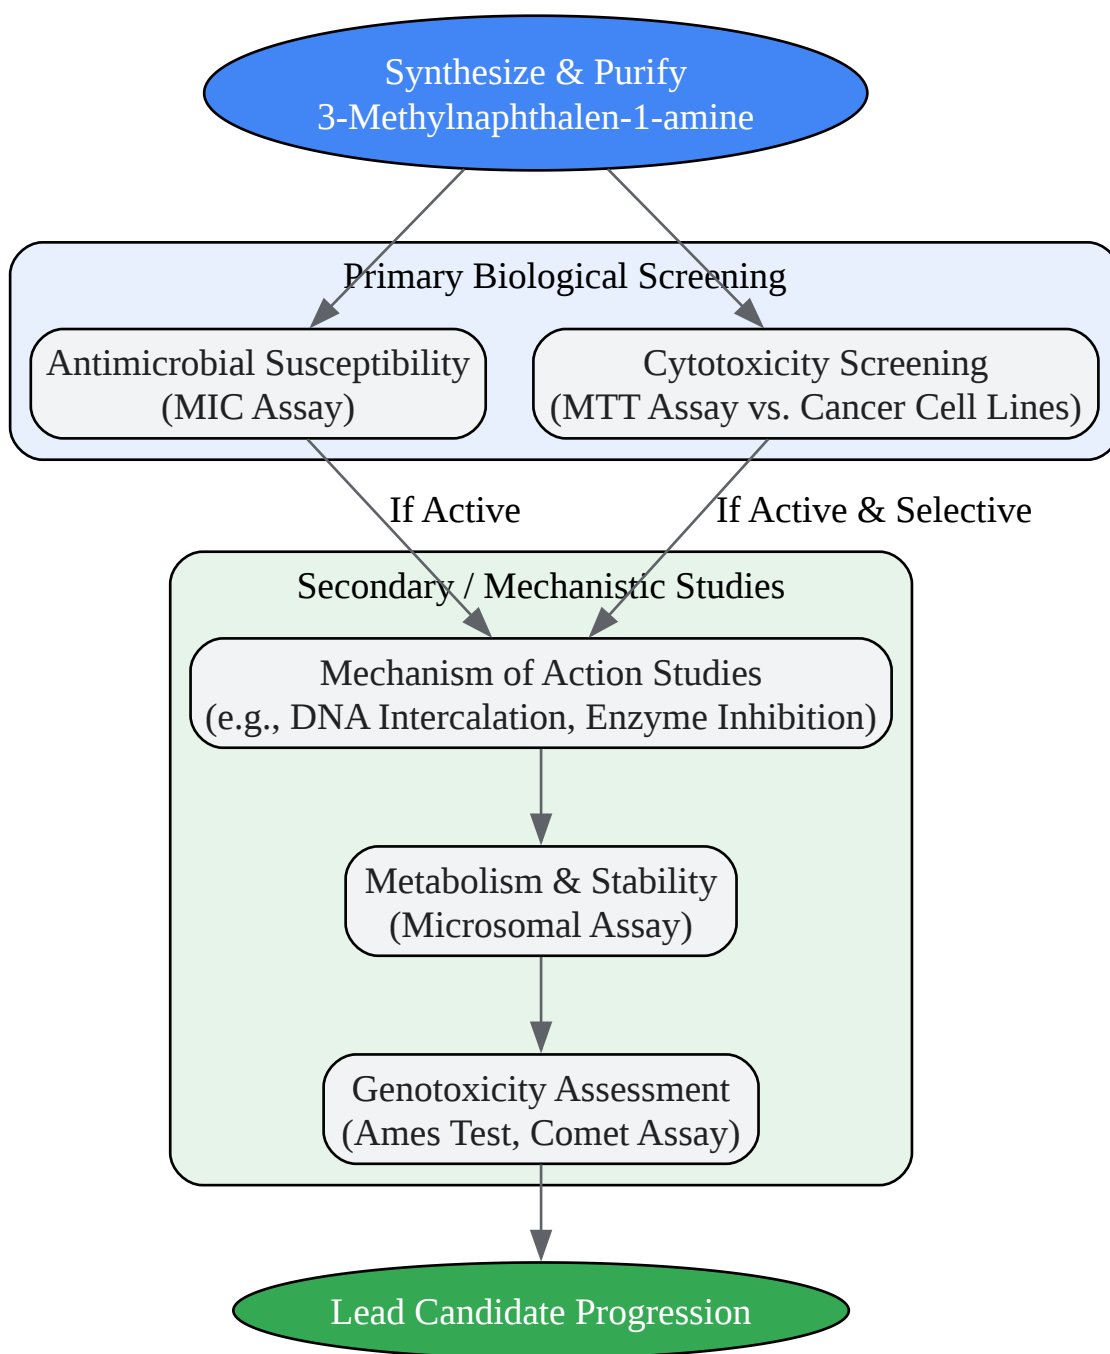 Synthesize & Purify
3-Methylnaphthalen-1-amine
Primary Biological Screening
Antimicrobial Susceptibility
(MIC Assay)
Cytotoxicity Screening
(MTT Assay vs. Cancer Cell Lines)
If Active
If Active & Selective
Secondary / Mechanistic Studies
Mechanism of Action Studies
(e.g., DNA Intercalation, Enzyme Inhibition)
Metabolism & Stability
(Microsomal Assay)
Genotoxicity Assessment
(Ames Test, Comet Assay)
Lead Candidate Progression